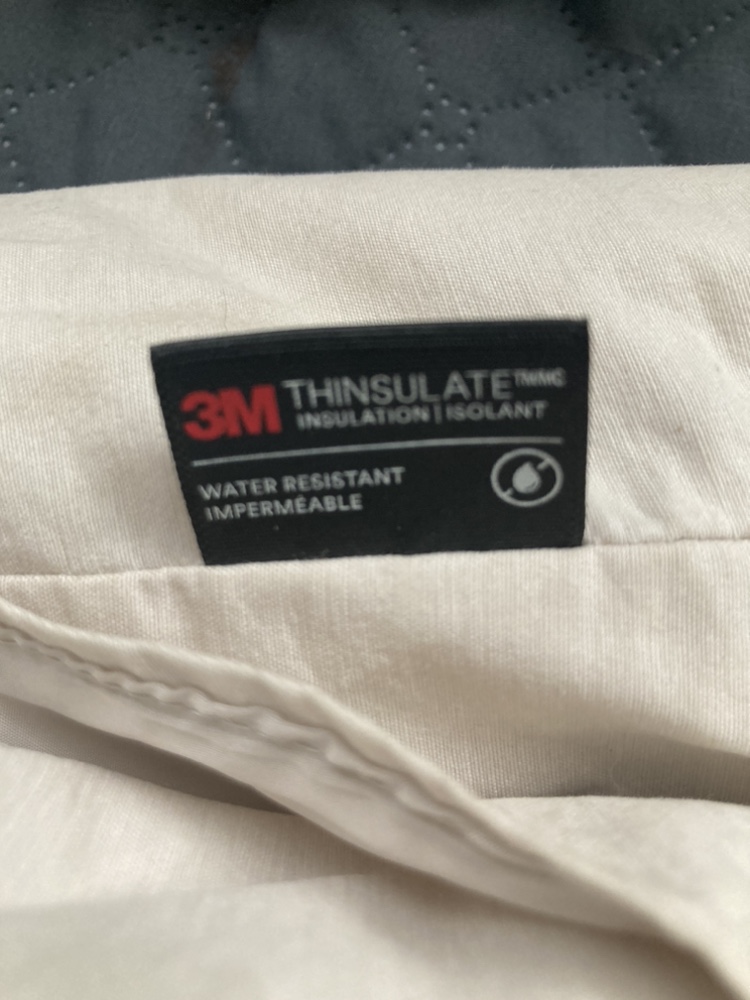 3M THINSULATE™MC
INSULATION | ISOLANT
WATER RESISTANT
IMPERMÉABLE